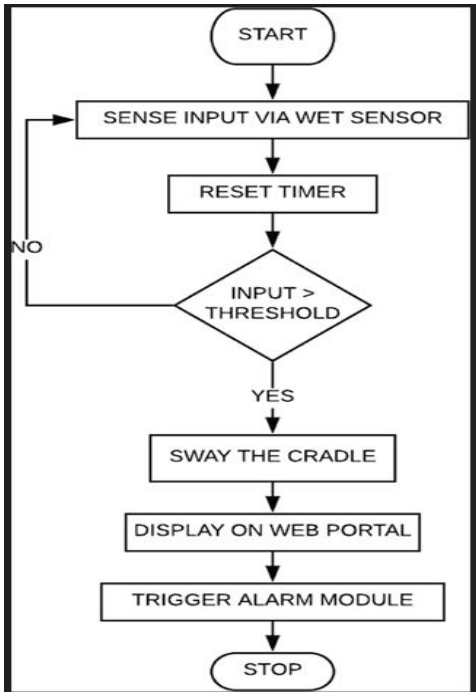 START
SENSE INPUT VIA WET SENSOR
RESET TIMER
NO
INPUT >
THRESHOLD
YES
SWAY THE CRADLE
DISPLAY ON WEB PORTAL
TRIGGER ALARM MODULE
STOP